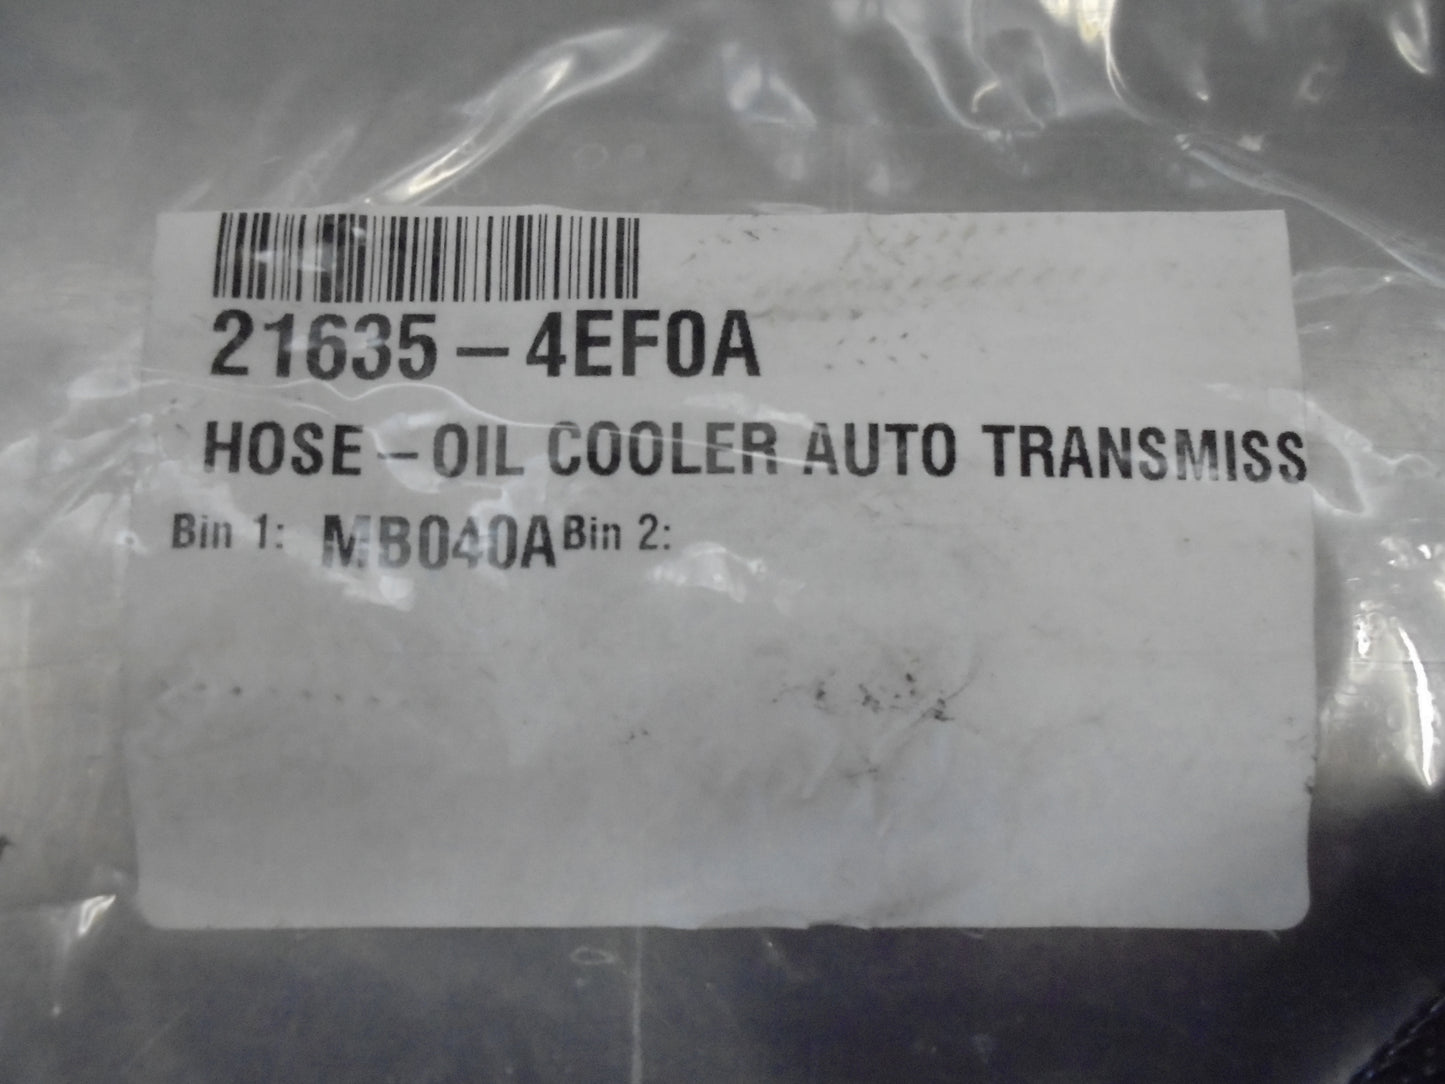 21635-4EF0A
HOSE-OIL COOLER AUTO TRANSMISS
Bin 1: MB040A Bin 2: